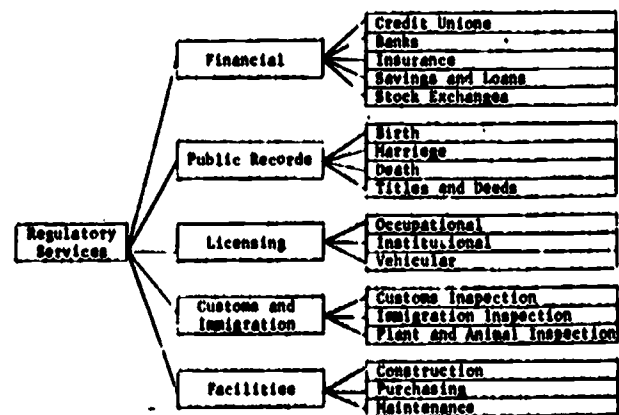 Regulatory
Services
Financial
Credit Unions
Banks
Insurance
Savings and Loans
Stock Exchanges
Public Records
Birth
Marriage
Death
Titles and Deeds
Licensing
Occupational
Institutional
Vehicular
Customs and
Immigration
Customs Inspection
Immigration Inspection
Plant and Animal Inspection
Facilities
Construction
Purchasing
Maintenance